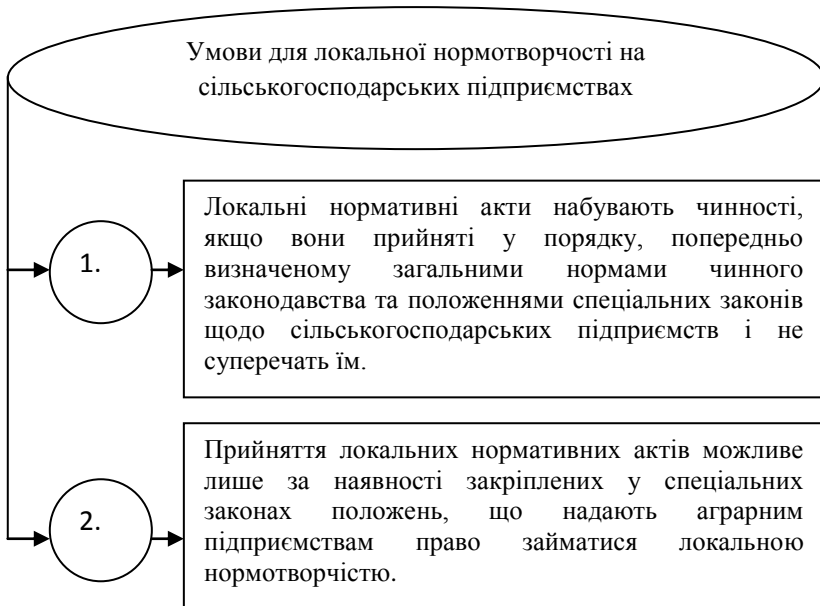 Умови для локальної нормотворчості на
сільськогосподарських підприємствах
1.
Локальні нормативні акти набувають чинності,
якщо вони прийняті у порядку, попередньо
визначеному загальними нормами чинного
законодавства та положеннями спеціальних законів
щодо сільськогосподарських підприємств і не
суперечать їм.
2.
Прийняття локальних нормативних актів можливе
лише за наявності закріплених у спеціальних
законах положень, що надають аграрним
підприємствам право займатися локальною
нормотворчістю.